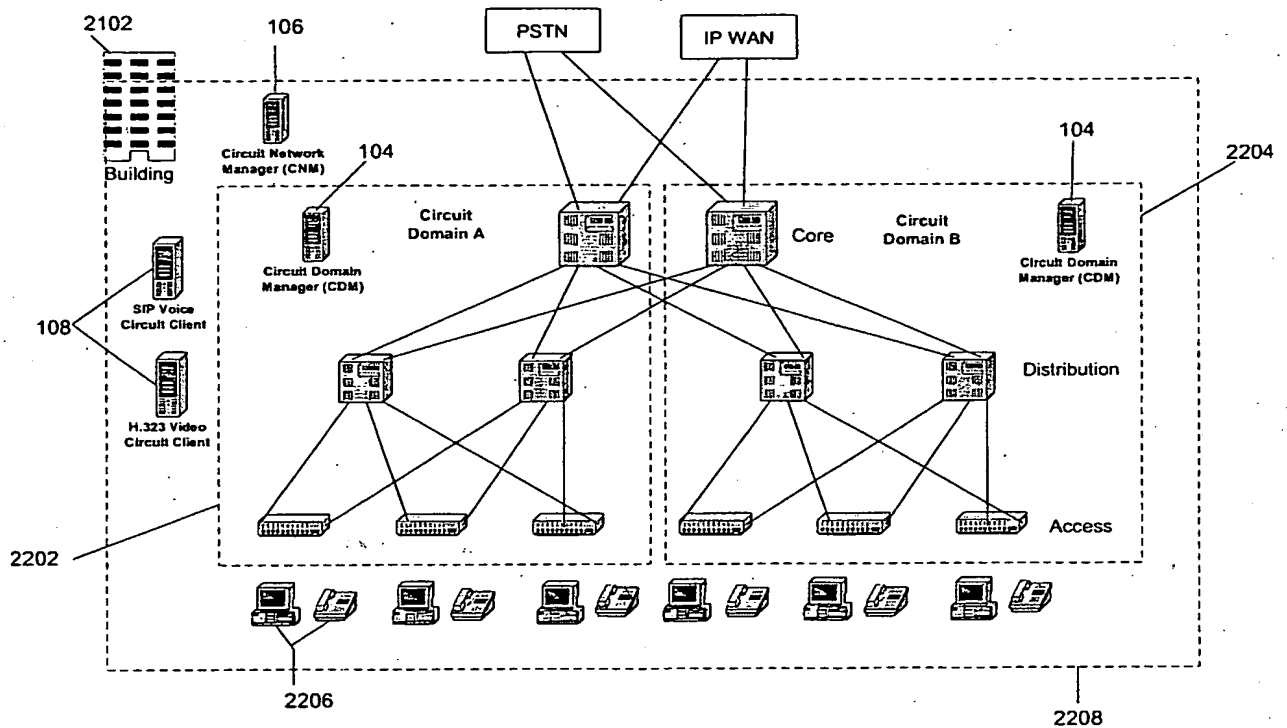 2102
106
PSTN
IP WAN
Building
Circuit Network
Manager (CNM)
104
104
2204
Circuit
Domain A
Core
Circuit
Domain B
Circuit Domain
Manager (CDM)
Circuit Domain
Manager (CDM)
SIP Voice
Circuit Client
108
Distribution
H.323 Video
Circuit Client
Access
2202
2206
2208